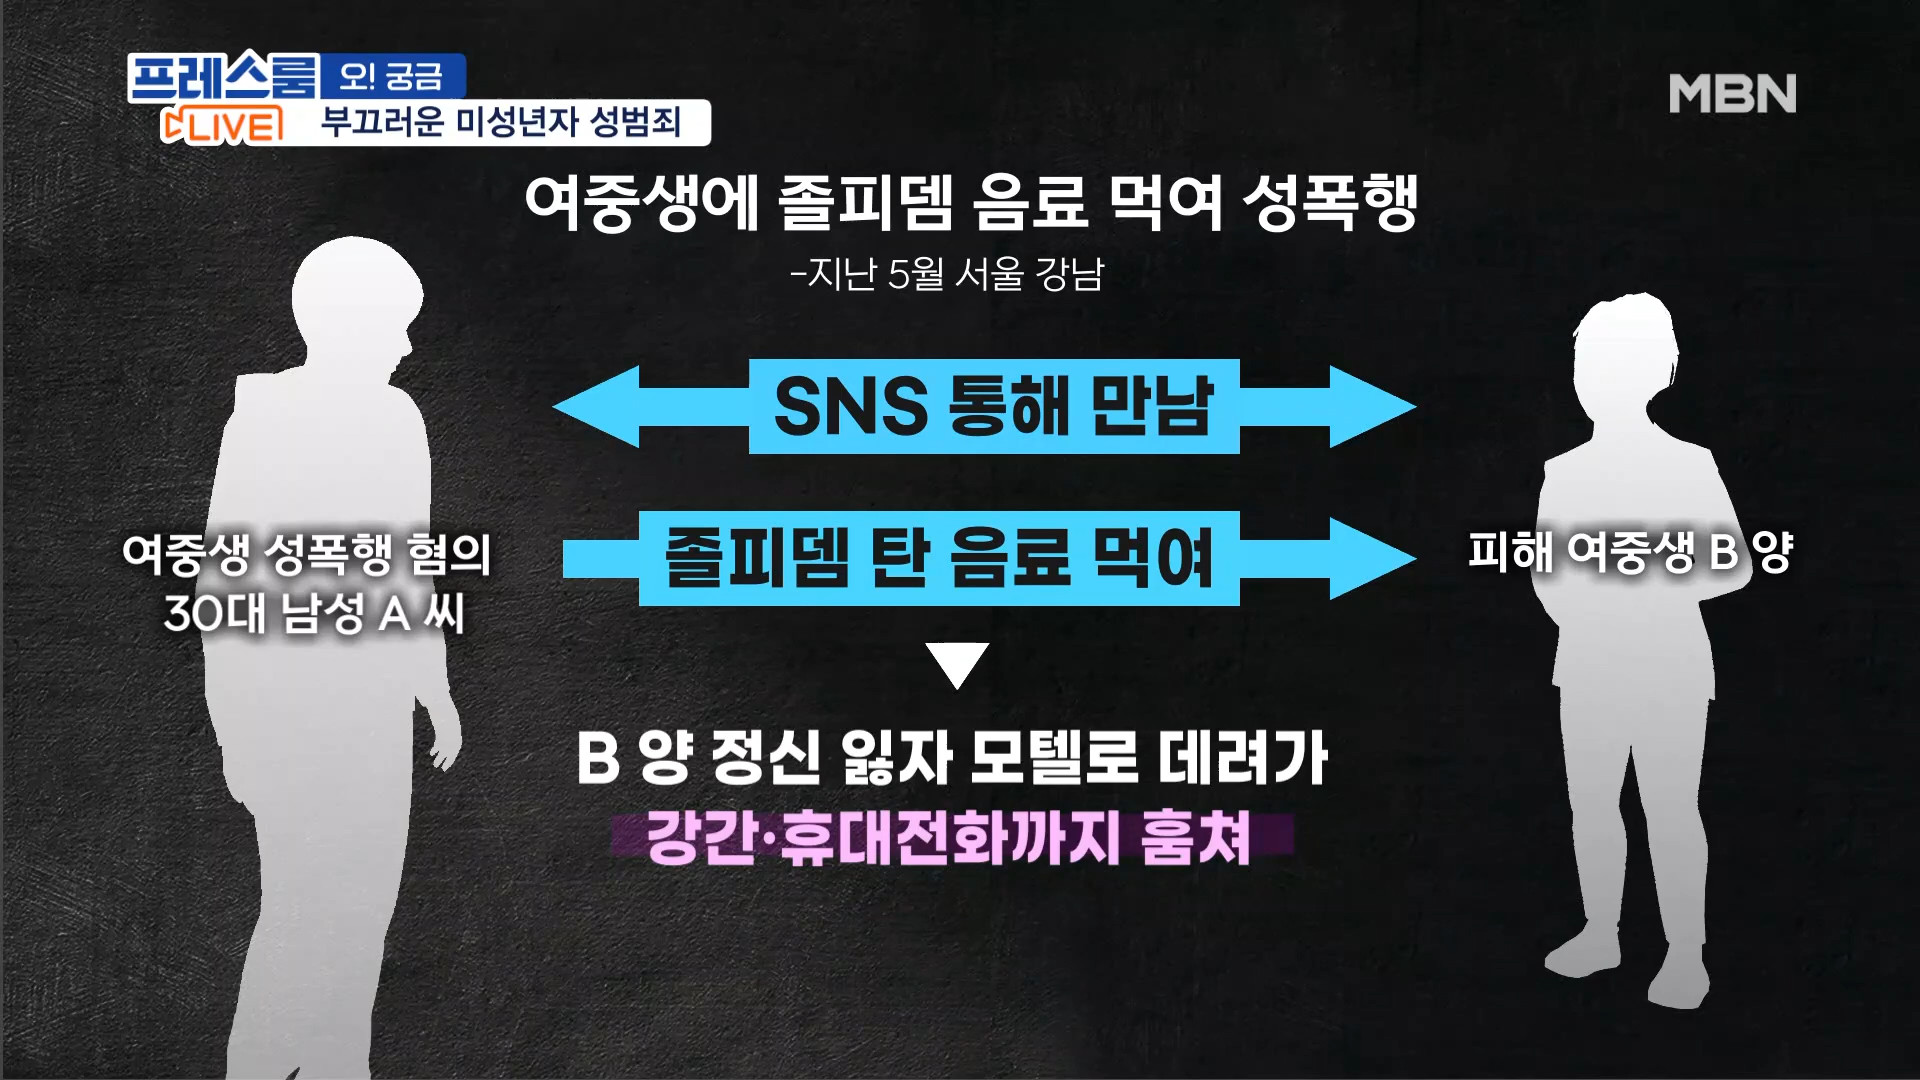 프레스룸 오! 궁금
MBN
LIVE 부끄러운 미성년자 성범죄
여중생에 졸피뎀 음료 먹여 성폭행
-지난 5월 서울 강남
SNS 통해 만남
졸피뎀 탄 음료 먹여
여중생 성폭행 혐의
30대 남성 A 씨
피해 여중생 B 양
B 양 정신 잃자 모텔로 데려가
강간·휴대전화까지 훔쳐